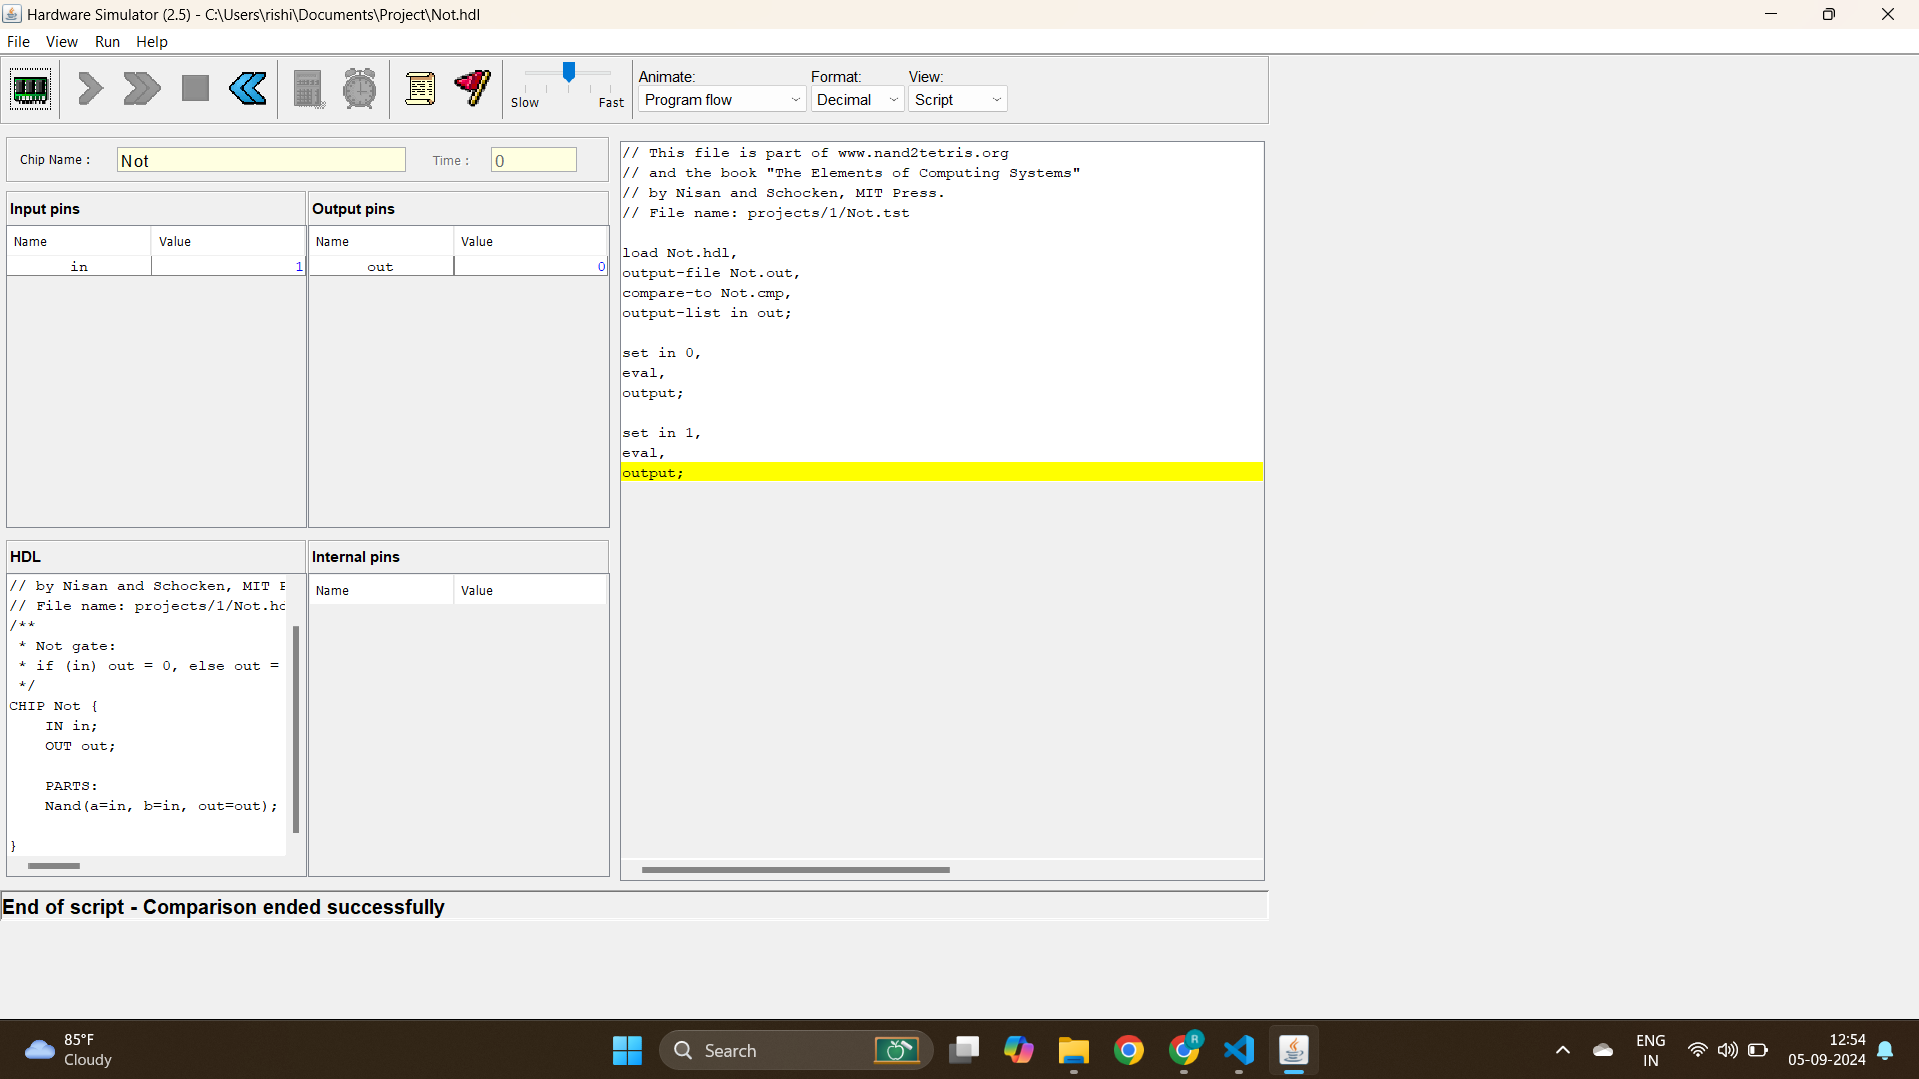 Hardware Simulator (2.5) - C:\Users\rishi\Documents\Project\Not.hdl
File View Run Help
Slow Fast
Animate: Format: View:
Program flow Decimal Script
Chip Name : Not Time : 0
Input pins Output pins
Name Value Name Value
in 1 out 0
// This file is part of www.nand2tetris.org
// and the book "The Elements of Computing Systems"
// by Nisan and Schocken, MIT Press.
// File name: projects/1/Not.tst
load Not.hdl,
output-file Not.out,
compare-to Not.cmp,
output-list in out;
set in 0,
eval,
output;
set in 1,
eval,
output;
HDL Internal pins
Name Value
// by Nisan and Schocken, MIT
// File name: projects/1/Not.hd
/**
* Not gate:
* if (in) out = 0, else out =
*/
CHIP Not {
IN in;
OUT out;
PARTS:
Nand(a=in, b=in, out=out);
}
End of script - Comparison ended successfully
85°F
Cloudy
Search
R
ENG
IN
12:54
05-09-2024